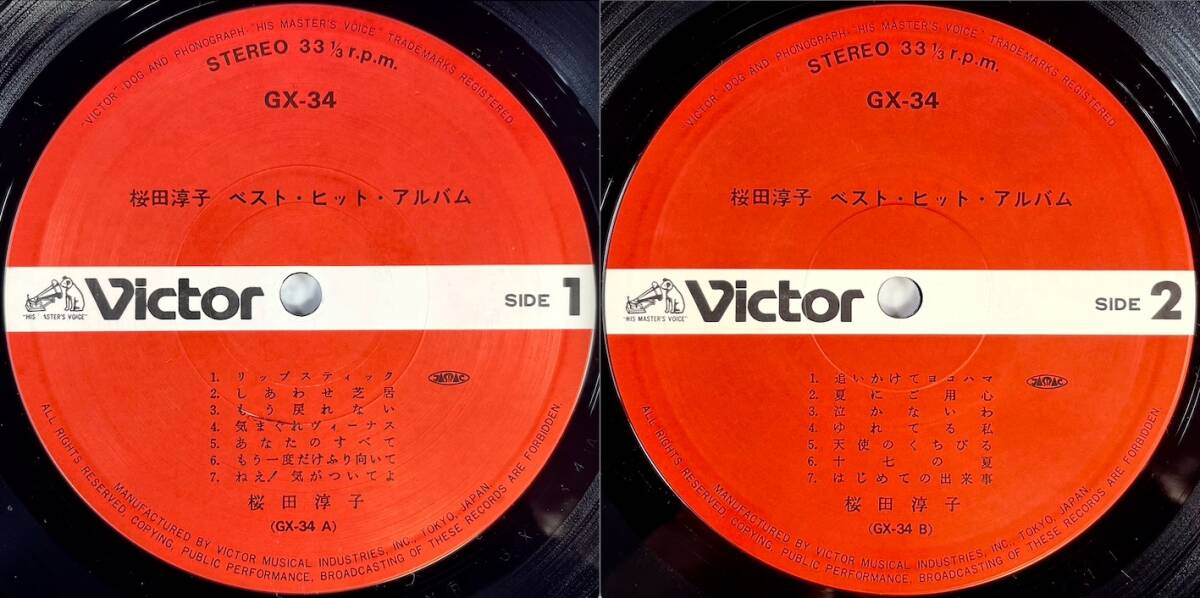 "VICTOR" "DOG AND PHONOGRAPH-"HIS MASTER'S VOICE" TRADEMARKS REGISTERED
STEREO 33 1/3 r.p.m.
GX-34
桜田淳子 ベスト・ヒット・アルバム
Victor
"HIS ASTER'S VOICE"
SIDE 1
1. リップスティック
2. しあわせ芝居
3. もう戻れない
4. 気まぐれヴィーナス
5. あなたのすべて
6. もう一度だけふり向いて
7. ねえ！気がついてよ
JASRAC
桜田淳子
(GX-34 A)
MANUFACTURED BY VICTOR MUSICAL INDUSTRIES, INC., TOKYO, JAPAN.
ALL RIGHTS RESERVED. COPYING, PUBLIC PERFORMANCE, BROADCASTING OF THESE RECORDS ARE FORBIDDEN.
"VICTOR" "DOG AND PHONOGRAPH-"HIS MASTER'S VOICE" TRADEMARKS REGISTERED
STEREO 33 1/3 r.p.m.
GX-34
桜田淳子 ベスト・ヒット・アルバム
Victor
"HIS MASTER'S VOICE"
SIDE 2
1. 追いかけてヨコハマ
2. 夏にご用心
3. 泣かないわ
4. ゆれてる私
5. 天使のくちびる
6. 十七の夏
7. はじめての出来事
JASRAC
桜田淳子
(GX-34 B)
MANUFACTURED BY VICTOR MUSICAL INDUSTRIES, INC., TOKYO, JAPAN.
ALL RIGHTS RESERVED. COPYING, PUBLIC PERFORMANCE, BROADCASTING OF THESE RECORDS ARE FORBIDDEN.